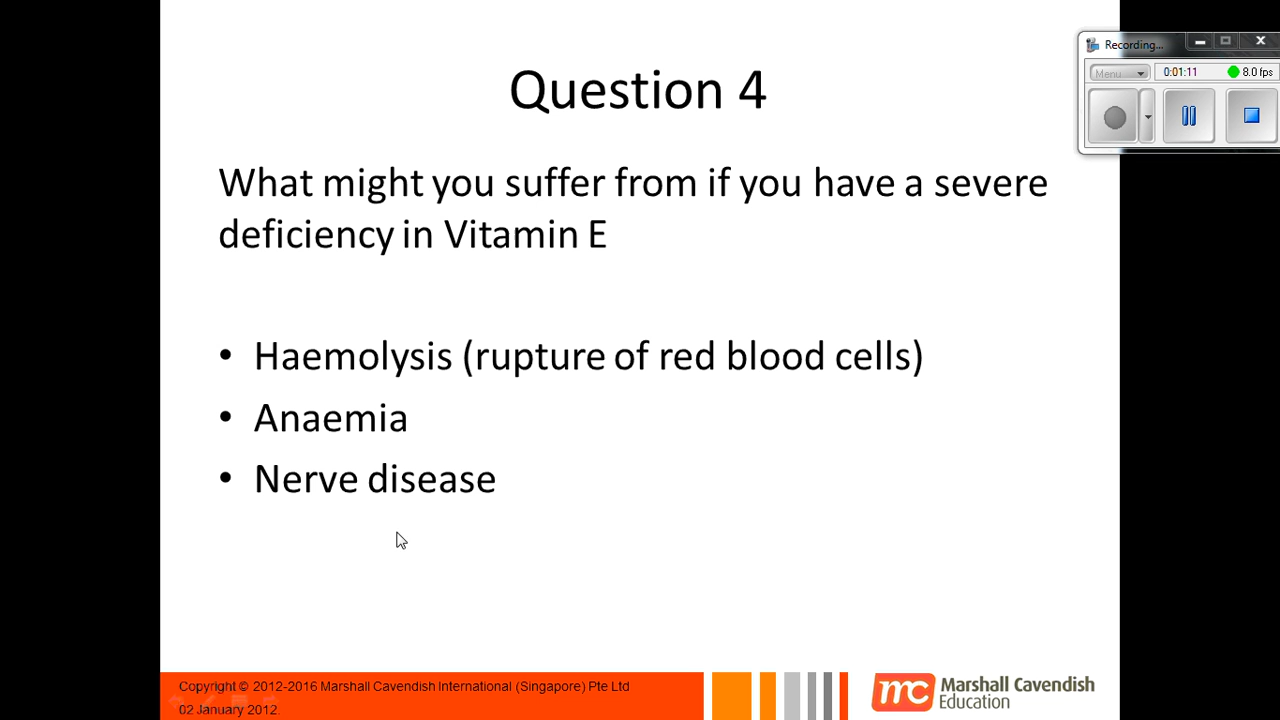 Question 4
What might you suffer from if you have a severe
deficiency in Vitamin E
• Haemolysis (rupture of red blood cells)
• Anaemia
• Nerve disease
Recording...
Menu
0:01:11
8.0 fps
Copyright © 2012-2016 Marshall Cavendish International (Singapore) Pte Ltd
02 January 2012.
mc
Marshall Cavendish
Education